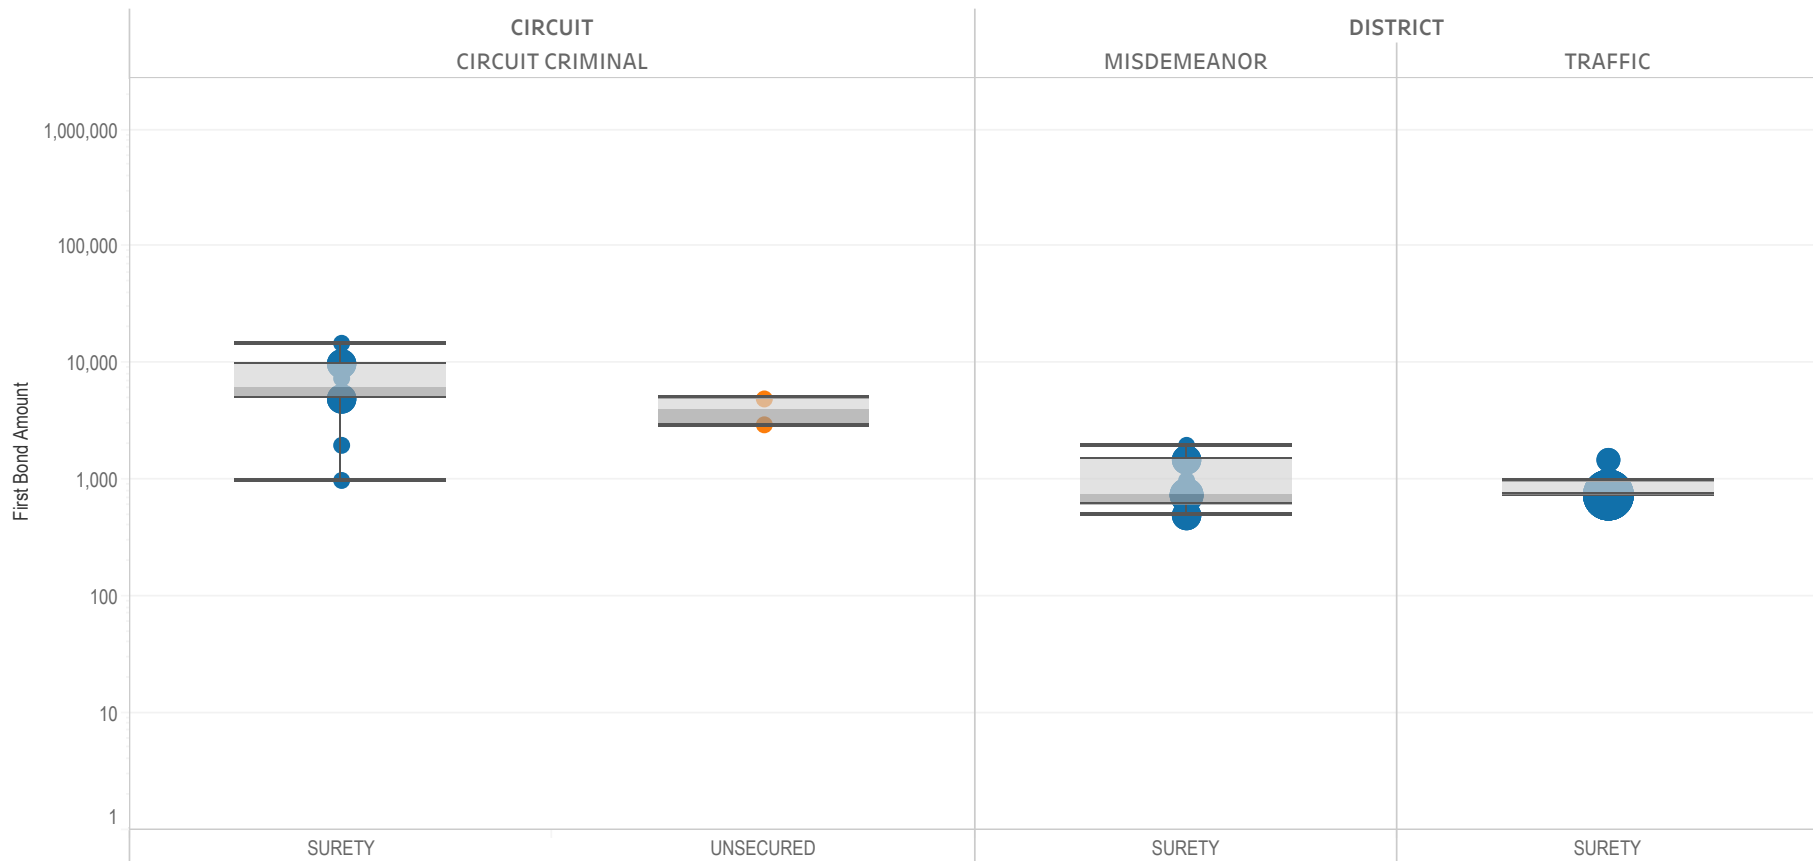 CIRCUIT
DISTRICT
CIRCUIT CRIMINAL
MISDEMEANOR
TRAFFIC
First Bond Amount
1,000,000
100,000
10,000
1,000
100
10
1
SURETY
UNSECURED
SURETY
SURETY